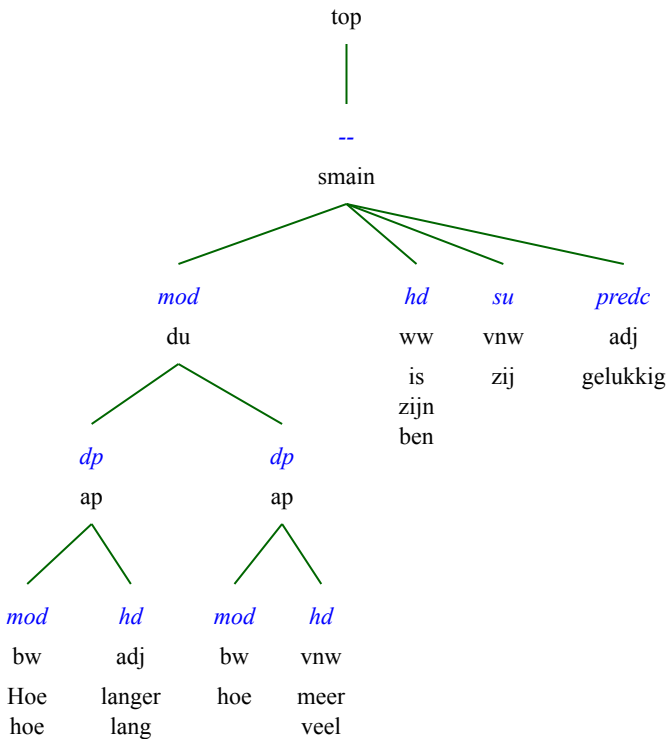 top
--
smain
mod hd su predc
du ww vnw adj
is zij gelukkig
zijn
ben
dp dp
ap ap
mod hd mod hd
bw adj bw vnw
Hoe langer hoe meer
hoe lang veel